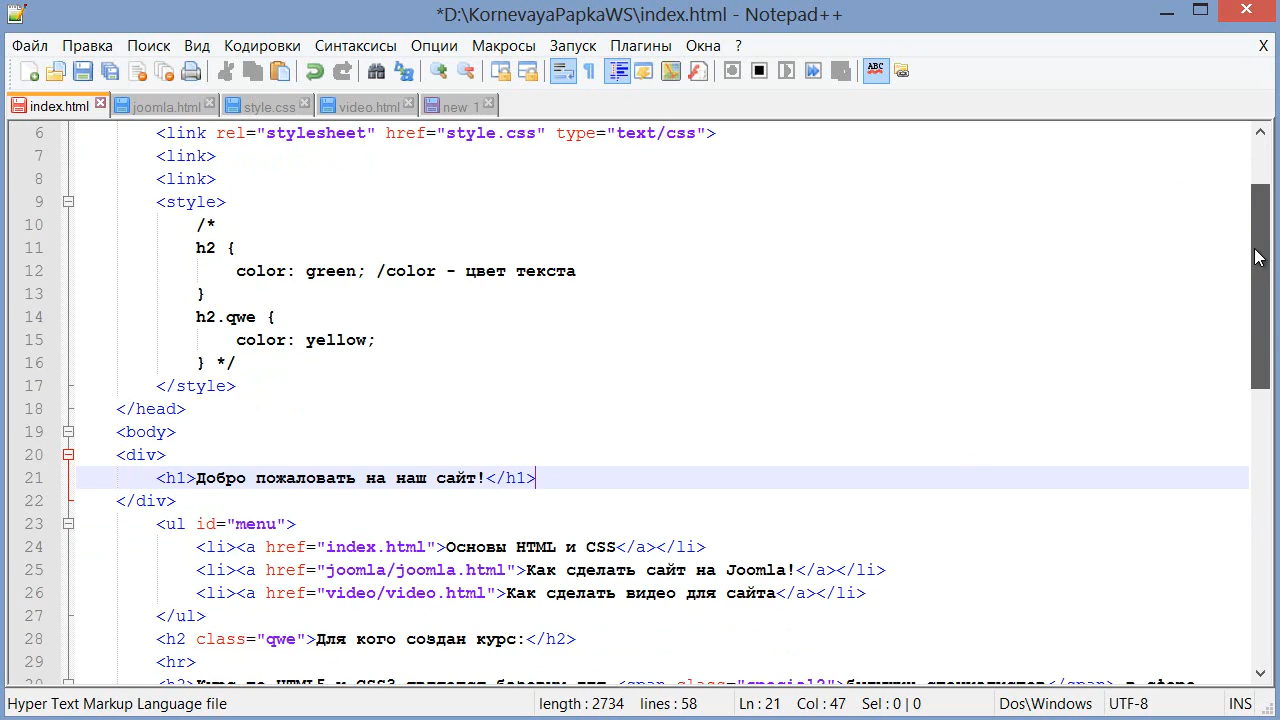 *D:\KornevayaPapkaWS\index.html - Notepad++
Файл Правка Поиск Вид Кодировки Синтаксисы Опции Макросы Запуск Плагины Окна ? X
index.html joomla.html style.css video.html new 1
6 <link rel="stylesheet" href="style.css" type="text/css">
7 <link>
8 <link>
9 <style>
10 /*
11 h2 {
12 color: green; /color - цвет текста
13 }
14 h2.qwe {
15 color: yellow;
16 } */
17 </style>
18 </head>
19 <body>
20 <div>
21 <h1>Добро пожаловать на наш сайт!</h1>
22 </div>
23 <ul id="menu">
24 <li><a href="index.html">Основы HTML и CSS</a></li>
25 <li><a href="joomla/joomla.html">Как сделать сайт на Joomla!</a></li>
26 <li><a href="video/video.html">Как сделать видео для сайта</a></li>
27 </ul>
28 <h2 class="qwe">Для кого создан курс:</h2>
29 <hr>
Hyper Text Markup Language file length : 2734 lines : 58 Ln : 21 Col : 47 Sel : 0 | 0 Dos\Windows UTF-8 INS